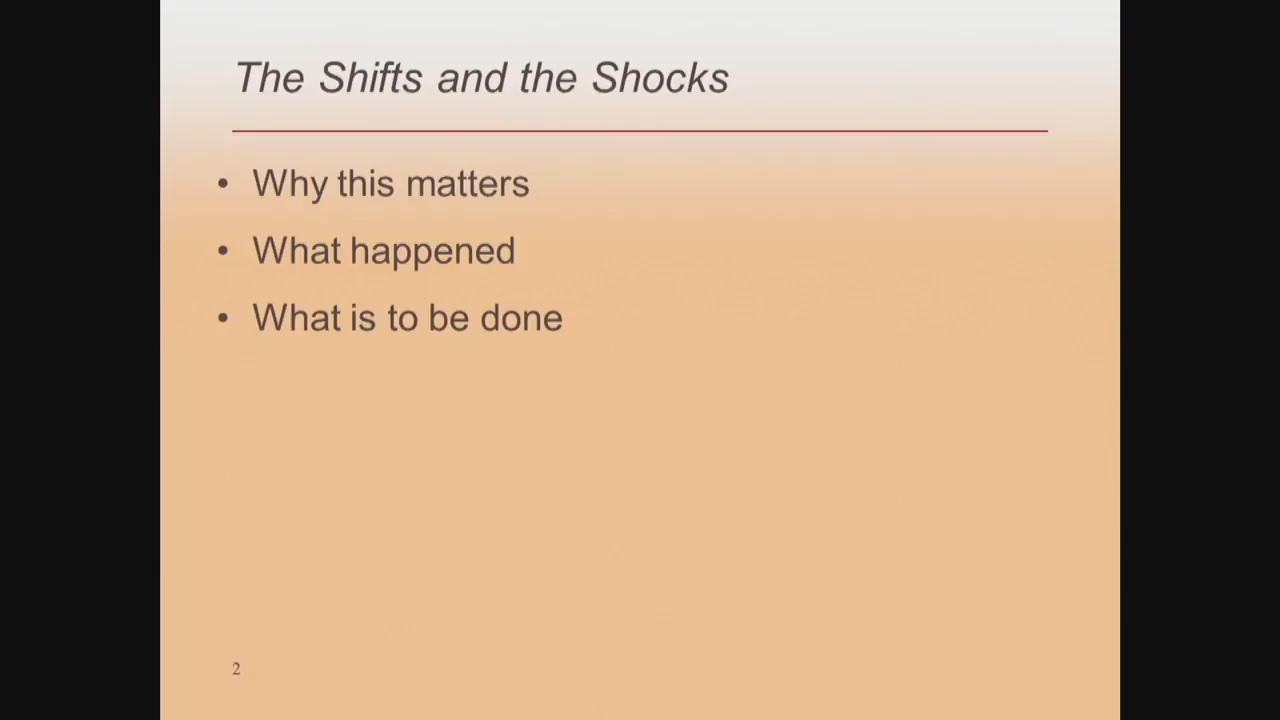 The Shifts and the Shocks
• Why this matters
• What happened
• What is to be done
2